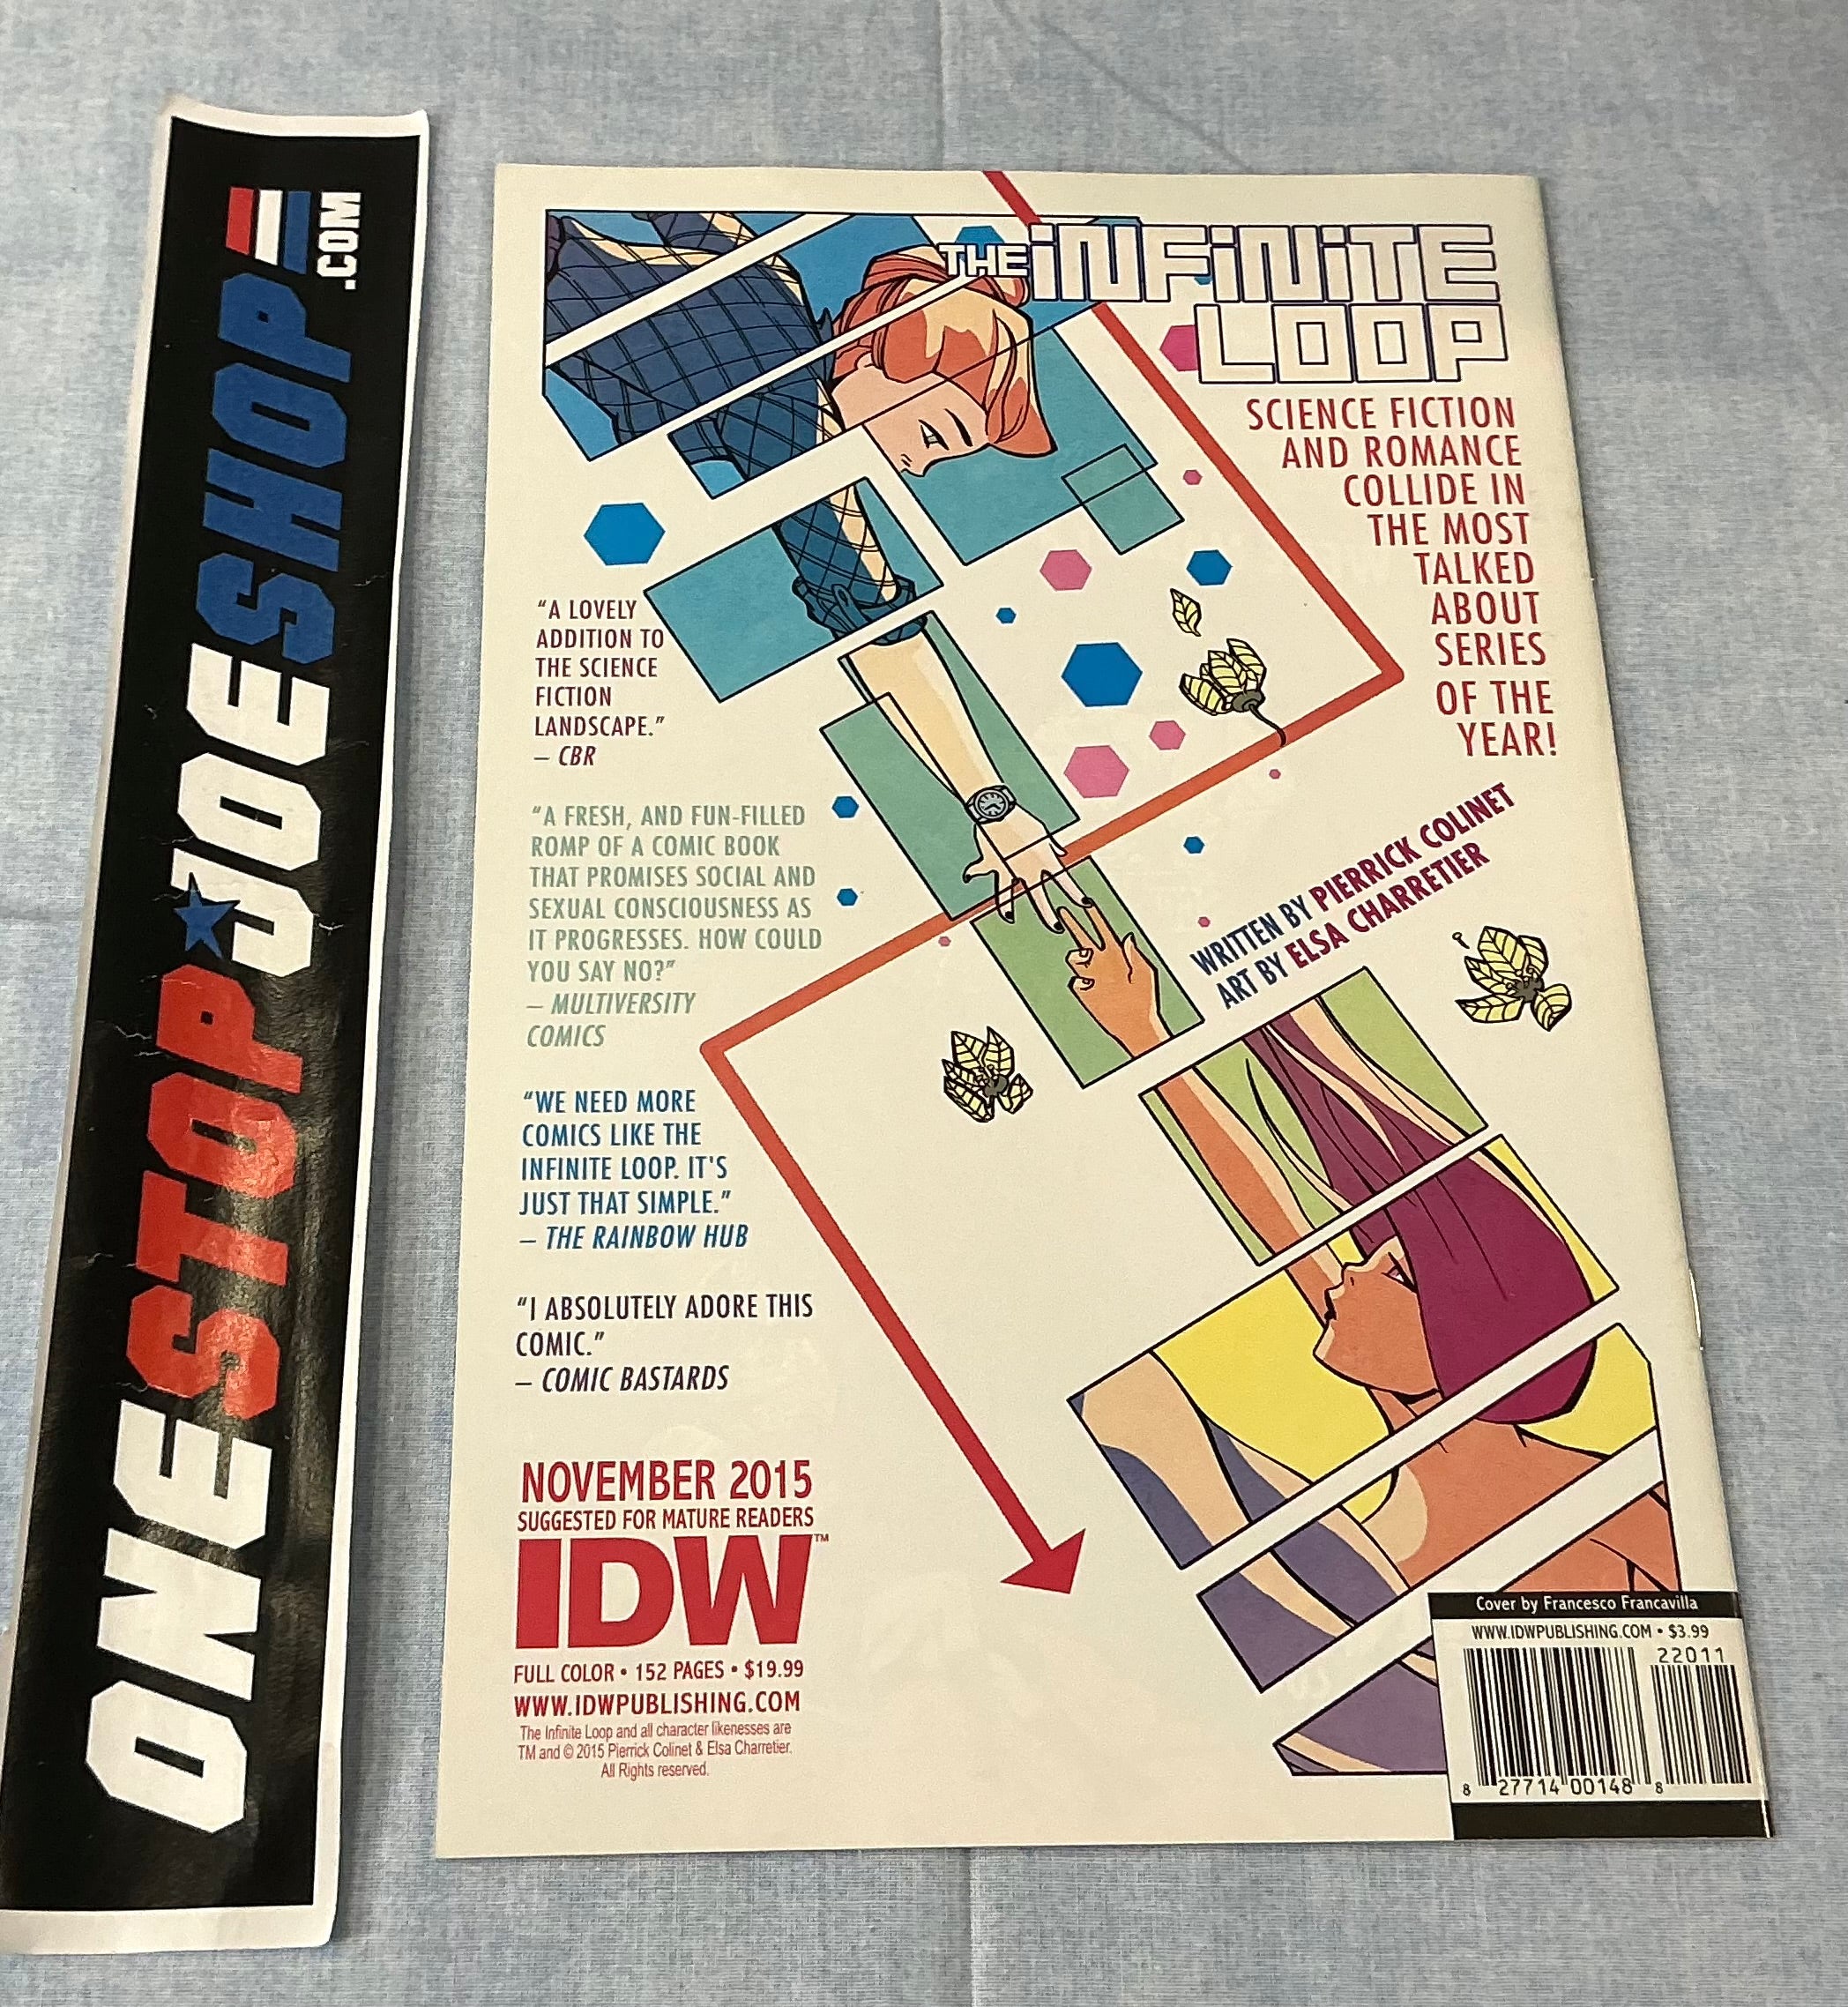 ONESTOP★JOESHOP
.COM
THE INFINITE
LOOP
SCIENCE FICTION
AND ROMANCE
COLLIDE IN
THE MOST
TALKED
ABOUT
SERIES
OF THE
YEAR!
“A LOVELY
ADDITION TO
THE SCIENCE
FICTION
LANDSCAPE.”
– CBR
“A FRESH, AND FUN-FILLED
ROMP OF A COMIC BOOK
THAT PROMISES SOCIAL AND
SEXUAL CONSCIOUSNESS AS
IT PROGRESSES. HOW COULD
YOU SAY NO?”
– MULTIVERSITY
COMICS
WRITTEN BY PIERRICK COLINET
ART BY ELSA CHARRETIER
“WE NEED MORE
COMICS LIKE THE
INFINITE LOOP. IT'S
JUST THAT SIMPLE.”
– THE RAINBOW HUB
“I ABSOLUTELY ADORE THIS
COMIC.”
– COMIC BASTARDS
NOVEMBER 2015
SUGGESTED FOR MATURE READERS
IDW™
FULL COLOR • 152 PAGES • $19.99
WWW.IDWPUBLISHING.COM
The Infinite Loop and all character likenesses are
TM and © 2015 Pierrick Colinet & Elsa Charretier.
All Rights reserved.
Cover by Francesco Francavilla
WWW.IDWPUBLISHING.COM • $3.99
22011
8 27714 00148 8